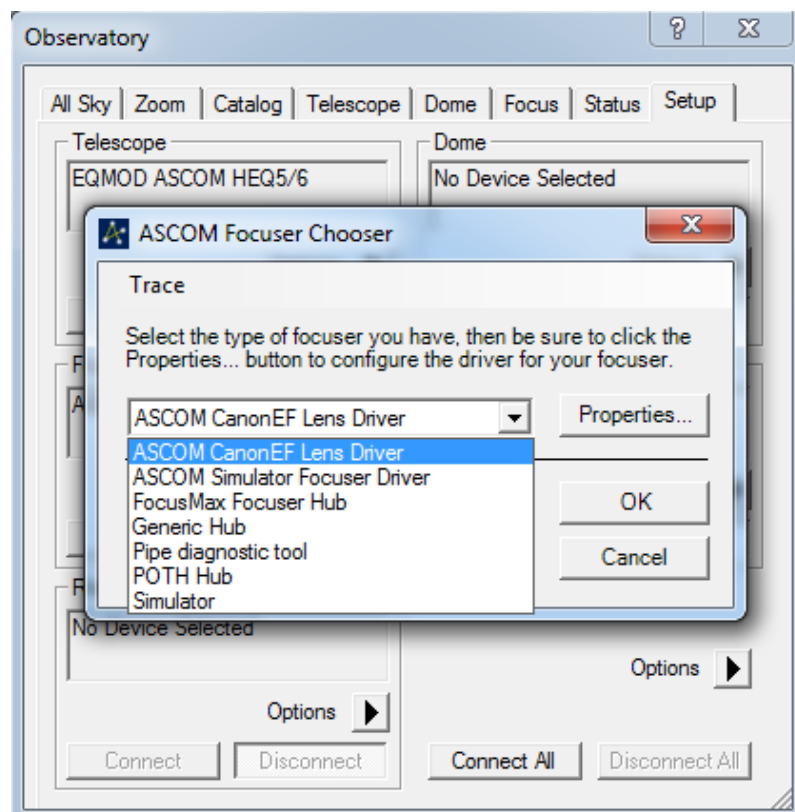 Observatory
All Sky
Zoom
Catalog
Telescope
Dome
Focus
Status
Setup
Telescope
Dome
EQMOD ASCOM HEQ5/6
No Device Selected
ASCOM Focuser Chooser
Trace
Select the type of focuser you have, then be sure to click the
Properties... button to configure the driver for your focuser.
ASCOM CanonEF Lens Driver
Properties...
ASCOM CanonEF Lens Driver
ASCOM Simulator Focuser Driver
FocusMax Focuser Hub
Generic Hub
Pipe diagnostic tool
POTH Hub
Simulator
OK
Cancel
No Device Selected
Options
Options
Connect
Disconnect
Connect All
Disconnect All